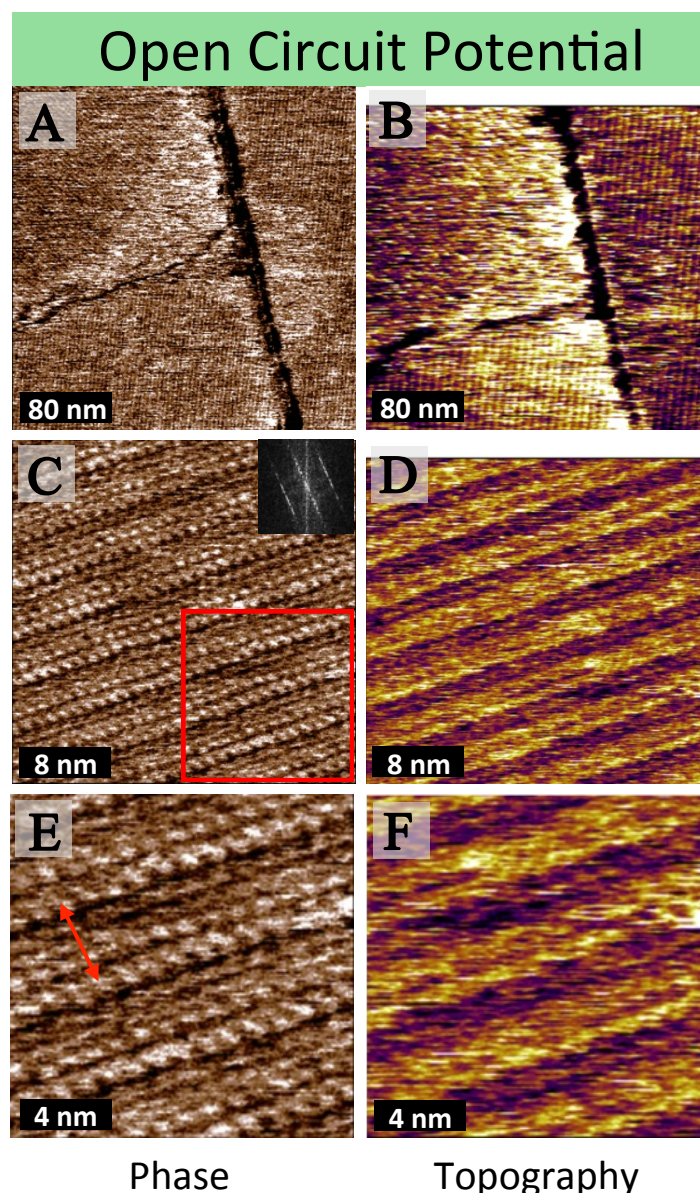 Open Circuit Potential
A
B
80 nm
80 nm
C
D
8 nm
8 nm
E
F
4 nm
4 nm
Phase
Topography